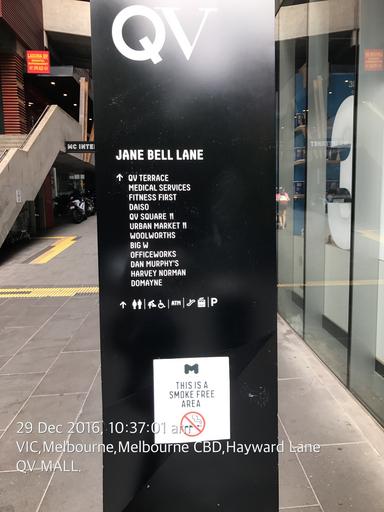 QV
JANE BELL LANE
QV TERRACE
MEDICAL SERVICES
FITNESS FIRST
DAISO
QV SQUARE
URBAN MARKET
WOOLWORTHS
BIG W
OFFICEWORKS
DAN MURPHY'S
HARVEY NORMAN
DOMAYNE
ATM
P
THIS IS A
SMOKE FREE
AREA
29 Dec 2016, 10:37:01 am
VIC,Melbourne,Melbourne CBD,Hayward Lane
QV MALL.